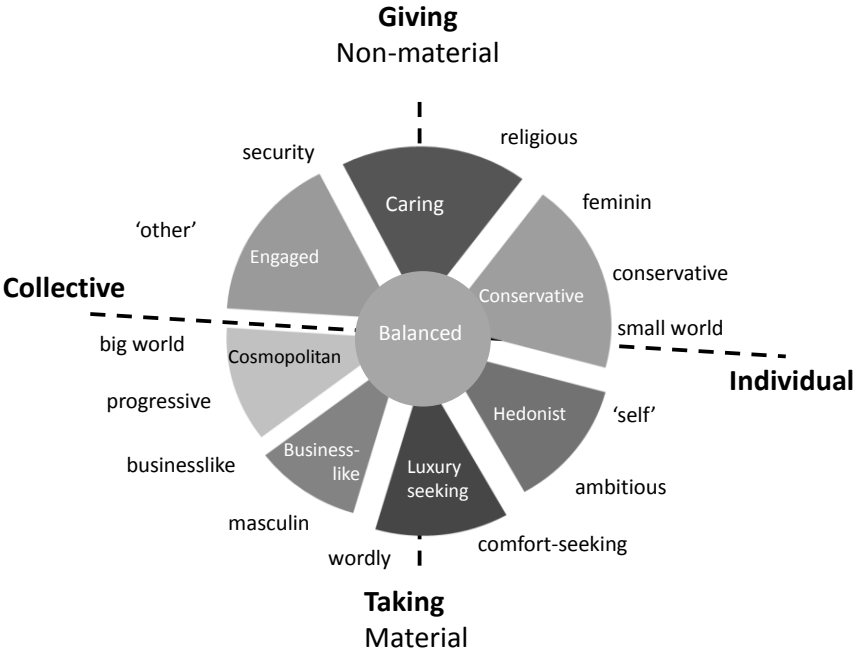 Giving
Non-material
religious
security
Caring
feminin
'other'
Engaged
conservative
Collective
Conservative
small world
Balanced
big world
Cosmopolitan
Individual
progressive
Hedonist
'self'
businesslike
Business-
like
Luxury
seeking
ambitious
masculin
comfort-seeking
wordly
Taking
Material